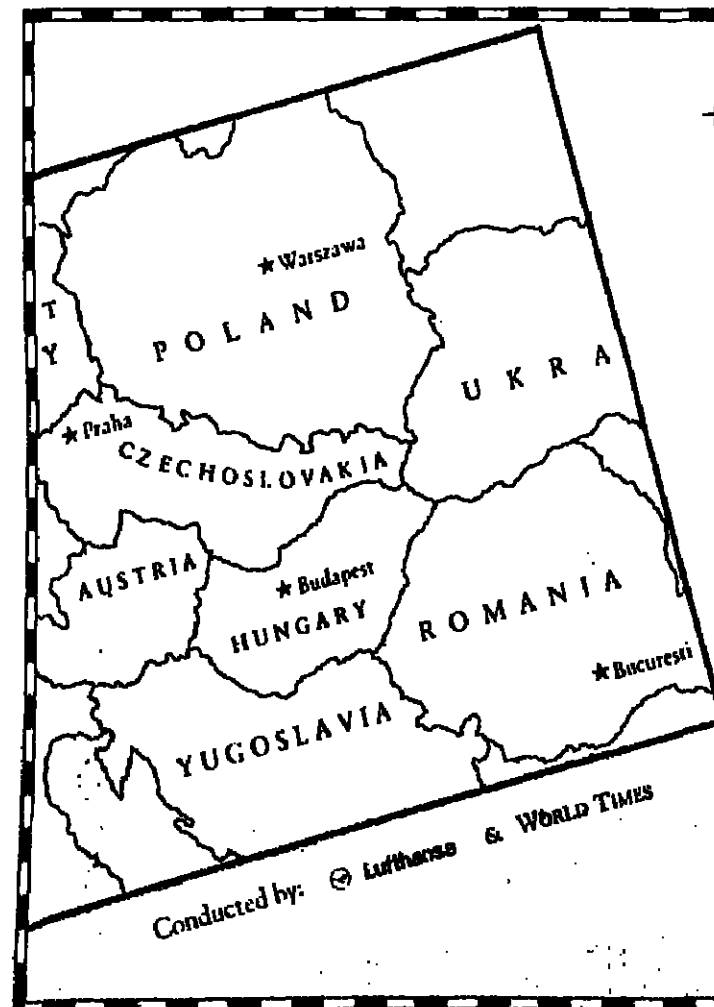 Warszawa
POLAND
T
Y
UKRA
Praha
CZECHOSLOVAKIA
AUSTRIA
Budapest
HUNGARY
ROMANIA
Bucuresti
YUGOSLAVIA
Conducted by: Lufthansa & WORLD TIMES